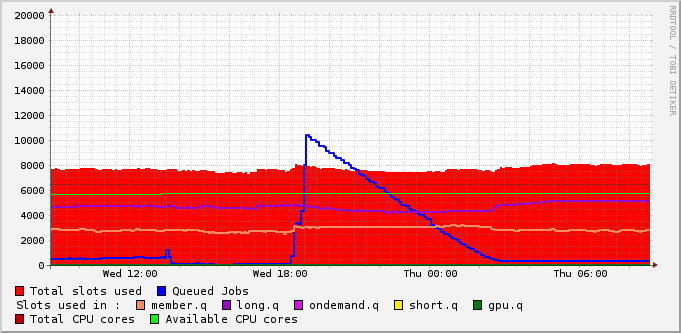 RRDTOOL / TOBI OETIKER
20000
18000
16000
14000
12000
10000
8000
6000
4000
2000
0
Wed 12:00 Wed 18:00 Thu 00:00 Thu 06:00
Total slots used Queued Jobs
Slots used in : member.q long.q ondemand.q short.q gpu.q
Total CPU cores Available CPU cores